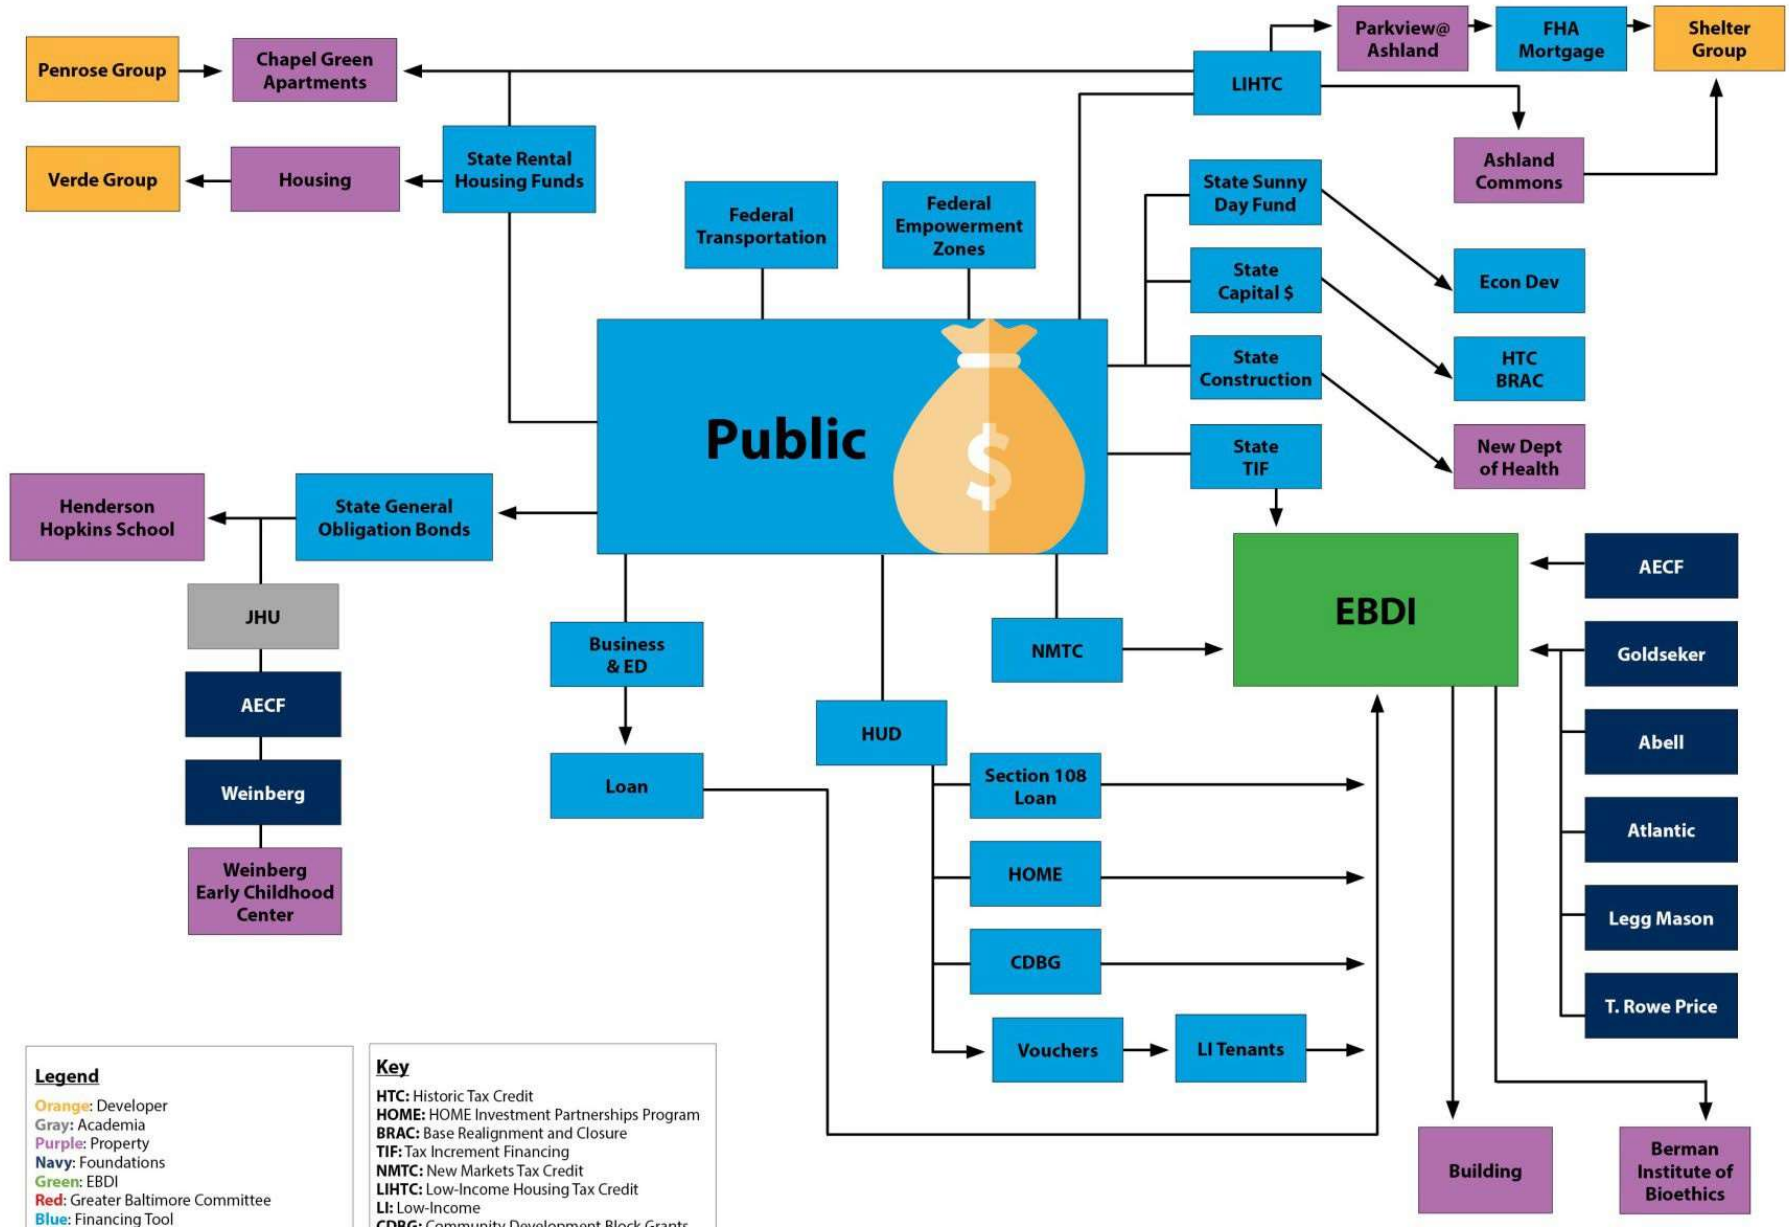 Penrose Group
Chapel Green
Apartments
LIHTC
Parkview@
Ashland
FHA
Mortgage
Shelter
Group
Verde Group
Housing
State Rental
Housing Funds
Ashland
Commons
Federal
Transportation
Federal
Empowerment
Zones
State Sunny
Day Fund
State
Capital $
Econ Dev
State
Construction
HTC
BRAC
Public
$
State
TIF
New Dept
of Health
Henderson
Hopkins School
State General
Obligation Bonds
JHU
AECF
Weinberg
Weinberg
Early Childhood
Center
Business
& ED
Loan
HUD
NMTC
EBDI
AECF
Goldseker
Abell
Atlantic
Legg Mason
T. Rowe Price
Section 108
Loan
HOME
CDBG
Vouchers
LI Tenants
Building
Berman
Institute of
Bioethics
Legend
Orange: Developer
Gray: Academia
Purple: Property
Navy: Foundations
Green: EBDI
Red: Greater Baltimore Committee
Blue: Financing Tool
Key
HTC: Historic Tax Credit
HOME: HOME Investment Partnerships Program
BRAC: Base Realignment and Closure
TIF: Tax Increment Financing
NMTC: New Markets Tax Credit
LIHTC: Low-Income Housing Tax Credit
LI: Low-Income
CDBG: Community Development Block Grants